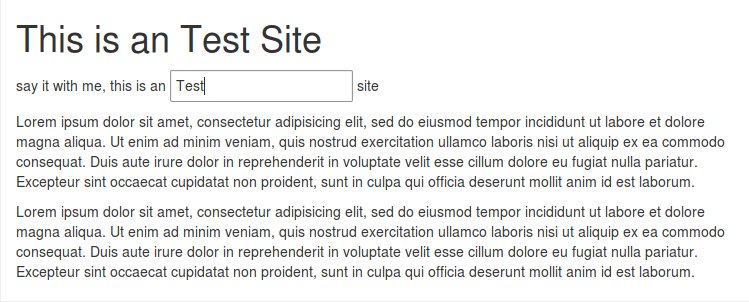 This is an Test Site
say it with me, this is an Test site
Lorem ipsum dolor sit amet, consectetur adipisicing elit, sed do eiusmod tempor incididunt ut labore et dolore
magna aliqua. Ut enim ad minim veniam, quis nostrud exercitation ullamco laboris nisi ut aliquip ex ea commodo
consequat. Duis aute irure dolor in reprehenderit in voluptate velit esse cillum dolore eu fugiat nulla pariatur.
Excepteur sint occaecat cupidatat non proident, sunt in culpa qui officia deserunt mollit anim id est laborum.
Lorem ipsum dolor sit amet, consectetur adipisicing elit, sed do eiusmod tempor incididunt ut labore et dolore
magna aliqua. Ut enim ad minim veniam, quis nostrud exercitation ullamco laboris nisi ut aliquip ex ea commodo
consequat. Duis aute irure dolor in reprehenderit in voluptate velit esse cillum dolore eu fugiat nulla pariatur.
Excepteur sint occaecat cupidatat non proident, sunt in culpa qui officia deserunt mollit anim id est laborum.